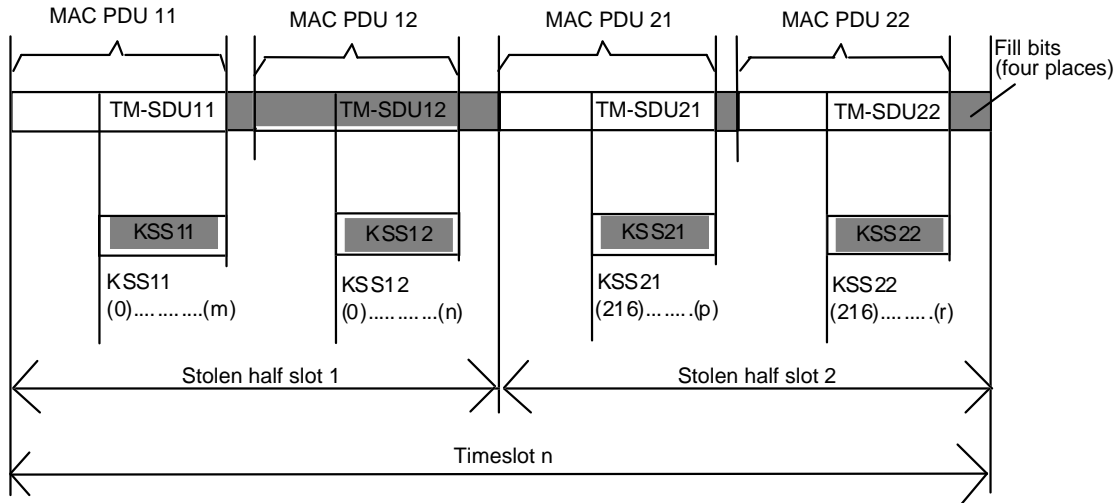 MAC PDU 11
MAC PDU 12
MAC PDU 21
MAC PDU 22
Fill bits
(four places)
TM-SDU11
TM-SDU12
TM-SDU21
TM-SDU22
KSS11
KSS12
KSS21
KSS22
KSS11
(0)...........(m)
KSS12
(0)............(n)
KSS21
(216).......(p)
KSS22
(216).........(r)
Stolen half slot 1
Stolen half slot 2
Timeslot n